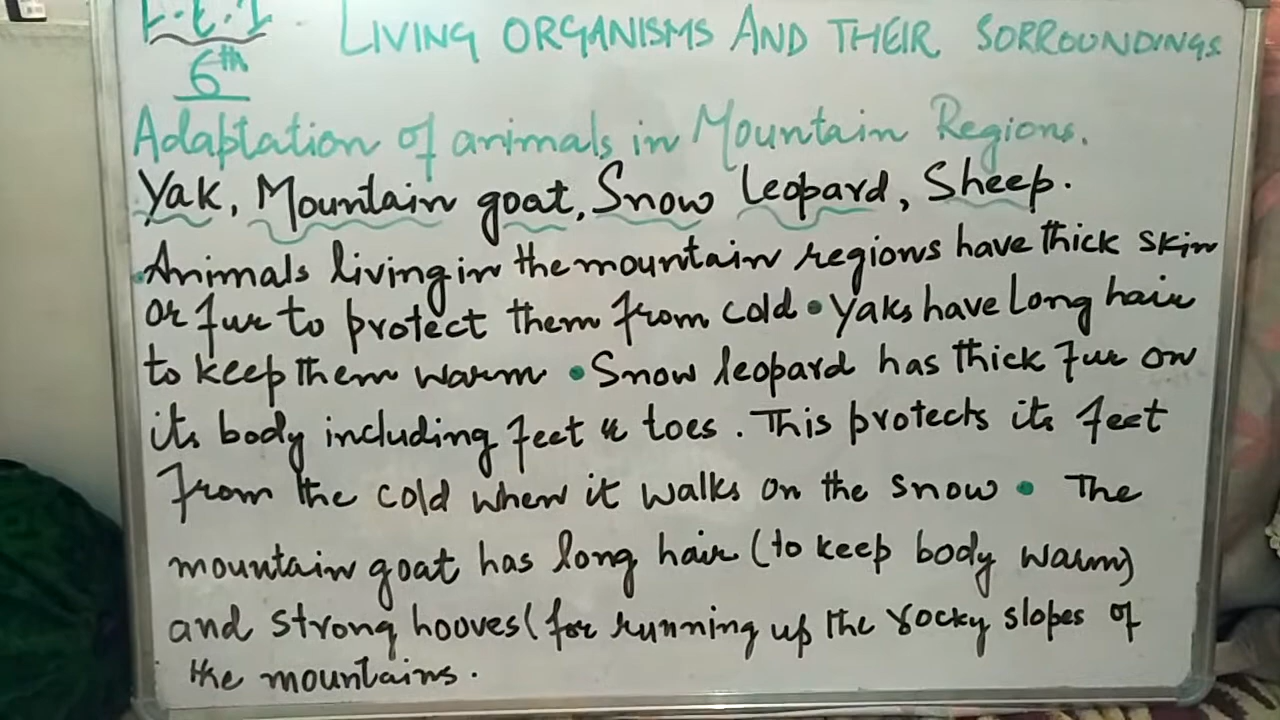 L.E.1 LIVING ORGANISMS AND THEIR SORROUNDINGS
6th
Adaptation of animals in Mountain Regions.
Yak, Mountain goat, Snow leopard, Sheep.
Animals living in the mountain regions have thick skin
or fur to protect them from cold • Yaks have long hair
to keep them warm • Snow leopard has thick fur on
its body including feet & toes. This protects its feet
from the cold when it walks on the snow • The
mountain goat has long hair (to keep body warm)
and strong hooves (for running up the rocky slopes of
the mountains.